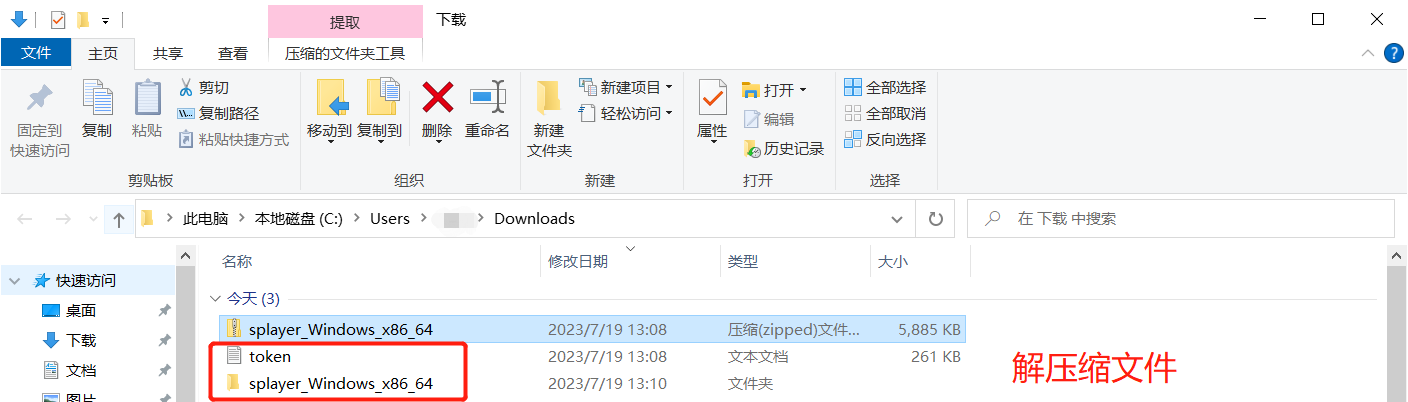 提取
下载
文件
主页
共享
查看
压缩的文件夹工具
?
固定到
快速访问
复制
粘贴
剪切
复制路径
粘贴快捷方式
剪贴板
移动到
复制到
删除
重命名
组织
新建
文件夹
新建项目
轻松访问
新建
属性
打开
编辑
历史记录
打开
全部选择
全部取消
反向选择
选择
此电脑
本地磁盘 (C:)
Users
Downloads
在 下载 中搜索
快速访问
桌面
下载
文档
图片
名称 修改日期 类型 大小
今天 (3)
splayer_Windows_x86_64 2023/7/19 13:08 压缩(zipped)文件... 5,885 KB
token 2023/7/19 13:08 文本文档 261 KB
splayer_Windows_x86_64 2023/7/19 13:10 文件夹
解压缩文件